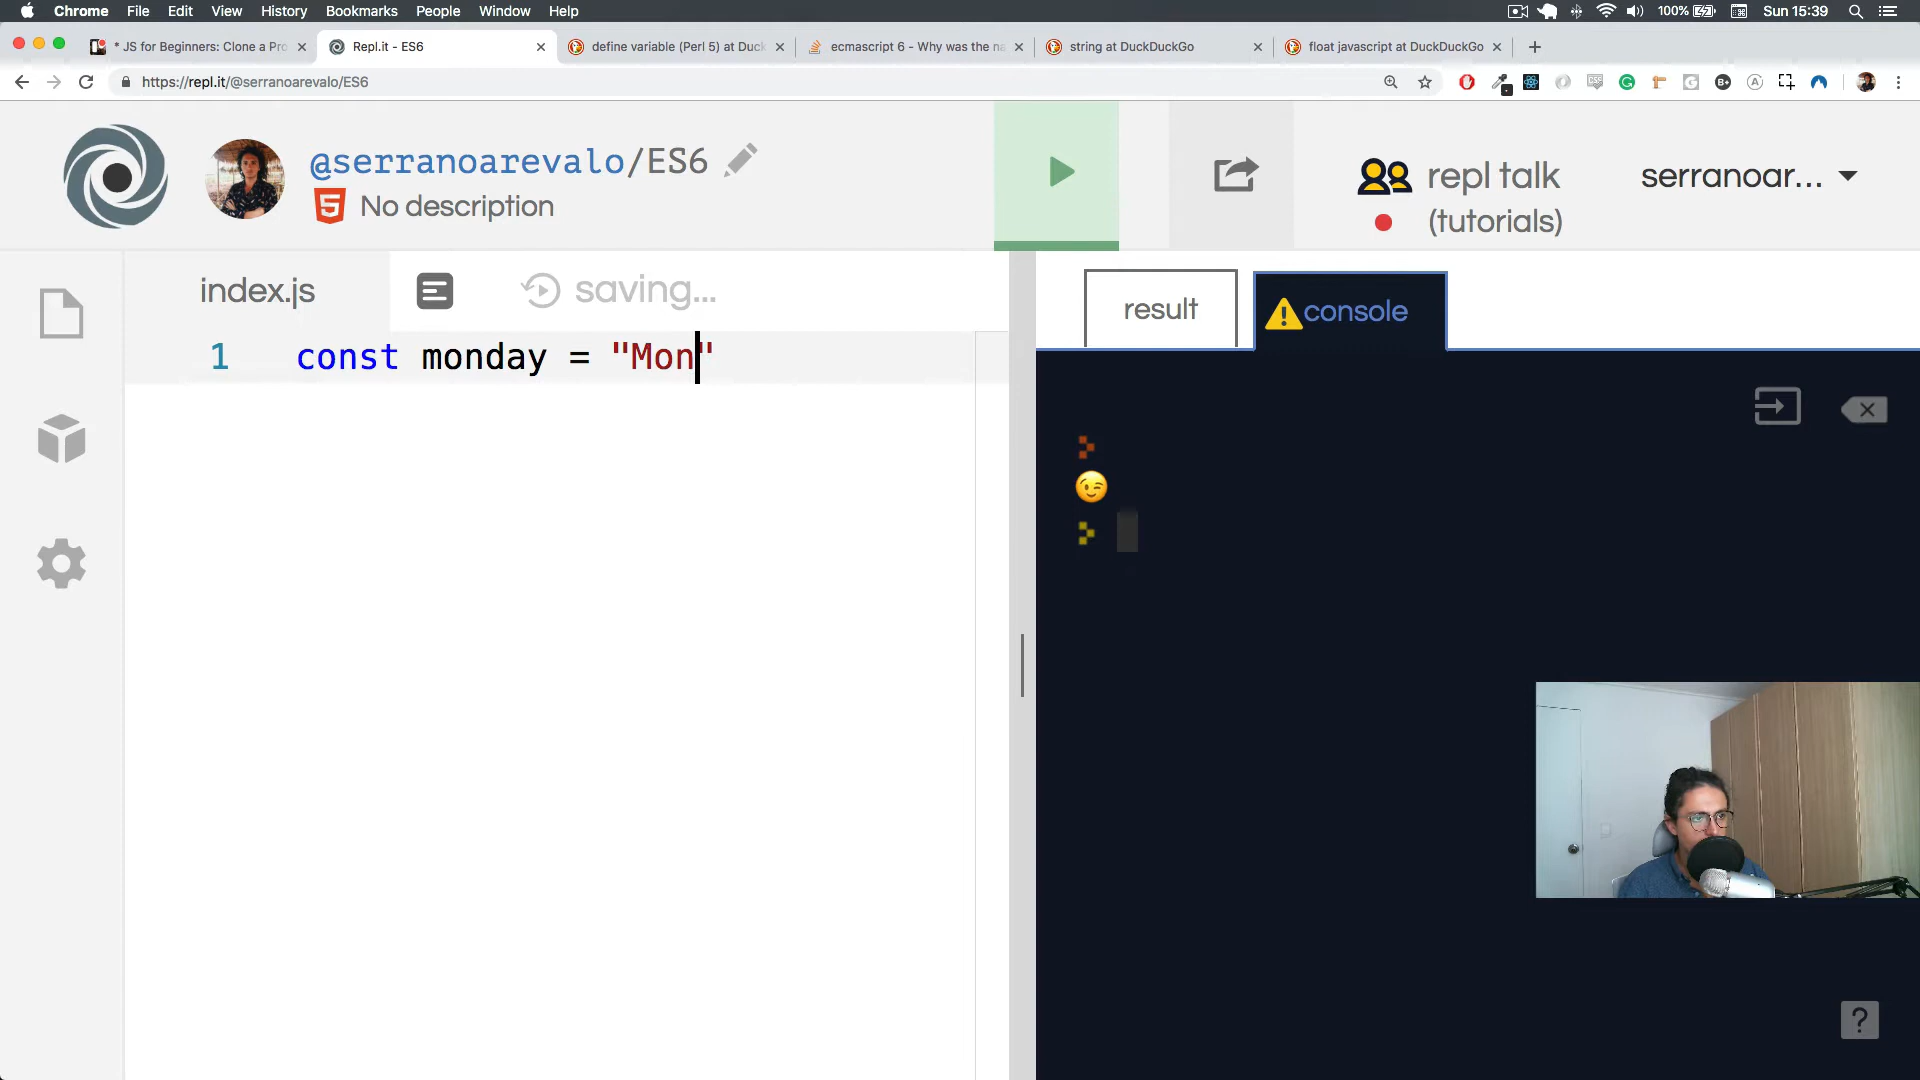 Chrome File Edit View History Bookmarks People Window Help 100% Sun 15:39
* JS for Beginners: Clone a Pro Repl.it - ES6 define variable (Perl 5) at Duck ecmascript 6 - Why was the na string at DuckDuckGo float javascript at DuckDuckGo
https://repl.it/@serranoarevalo/ES6
@serranoarevalo/ES6
No description
repl talk
(tutorials)
serranoar...
index.js saving...
result console
1 const monday = "Mon"